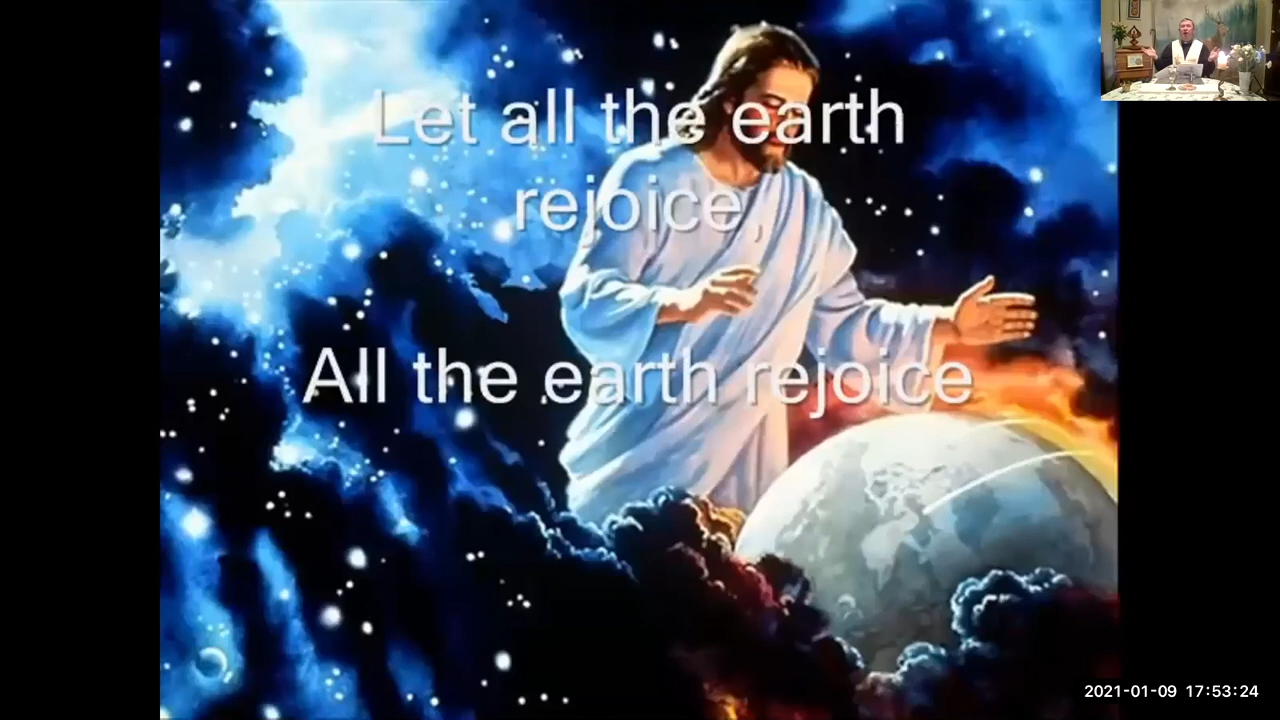 Let all the earth
rejoice,
All the earth rejoice
2021-01-09 17:53:24